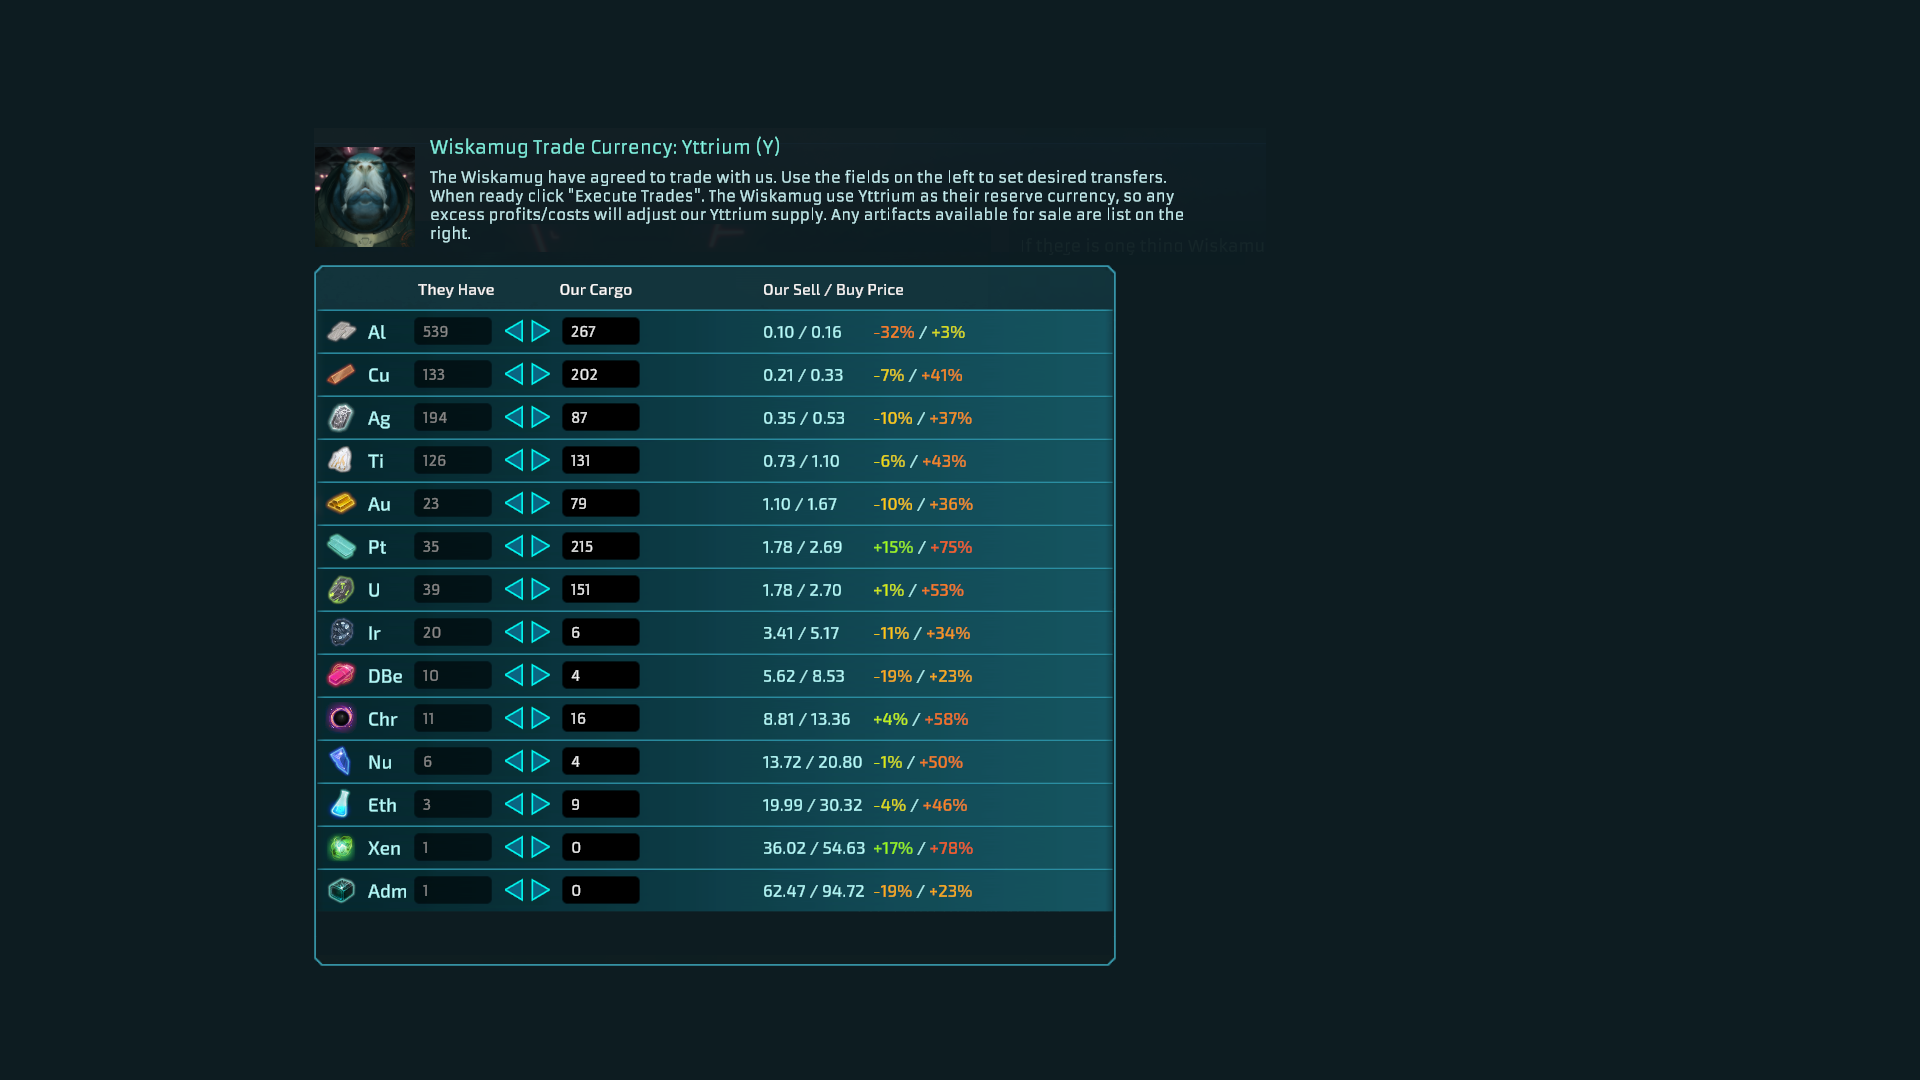 Wiskamug Trade Currency: Yttrium (Y)
The Wiskamug have agreed to trade with us. Use the fields on the left to set desired transfers.
When ready click "Execute Trades". The Wiskamug use Yttrium as their reserve currency, so any
excess profits/costs will adjust our Yttrium supply. Any artifacts available for sale are list on the
right.
If there is one thing Wiskamu
They Have Our Cargo Our Sell / Buy Price
Al 539 267 0.10 / 0.16 -32% / +3%
Cu 133 202 0.21 / 0.33 -7% / +41%
Ag 194 87 0.35 / 0.53 -10% / +37%
Ti 126 131 0.73 / 1.10 -6% / +43%
Au 23 79 1.10 / 1.67 -10% / +36%
Pt 35 215 1.78 / 2.69 +15% / +75%
U 39 151 1.78 / 2.70 +1% / +53%
Ir 20 6 3.41 / 5.17 -11% / +34%
DBe 10 4 5.62 / 8.53 -19% / +23%
Chr 11 16 8.81 / 13.36 +4% / +58%
Nu 6 4 13.72 / 20.80 -1% / +50%
Eth 3 9 19.99 / 30.32 -4% / +46%
Xen 1 0 36.02 / 54.63 +17% / +78%
Adm 1 0 62.47 / 94.72 -19% / +23%